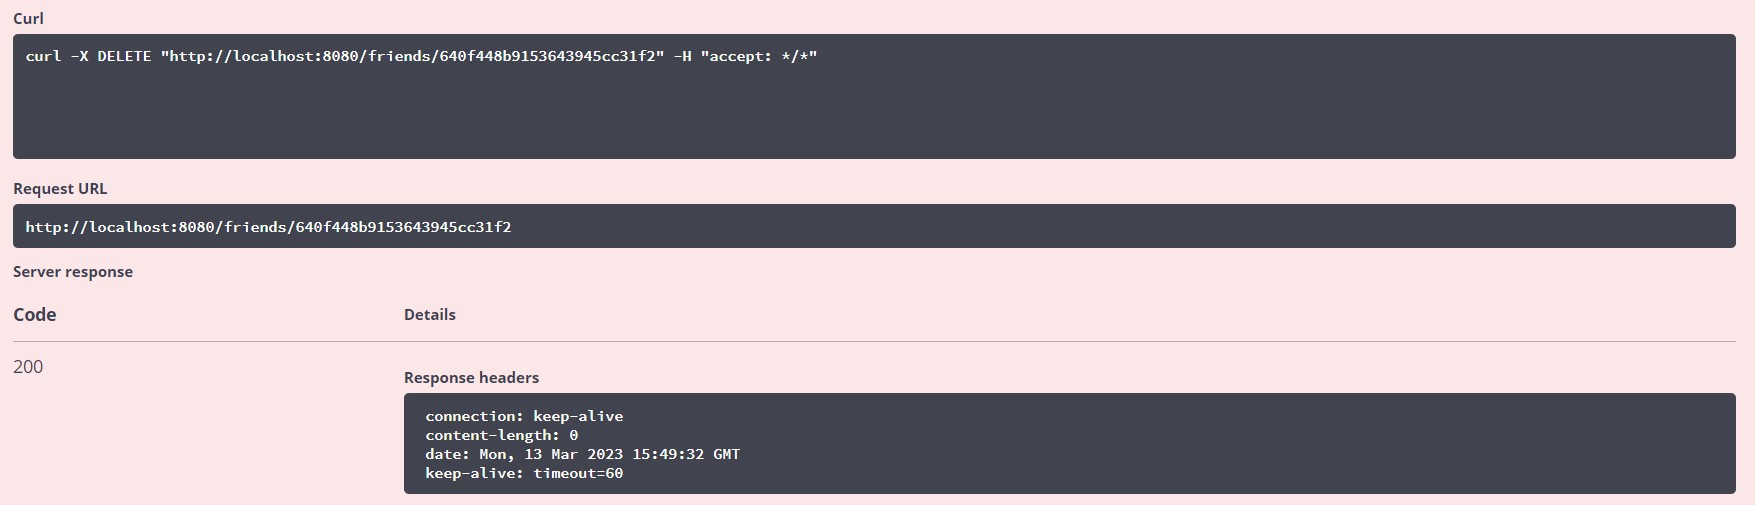 Curl
curl -X DELETE "http://localhost:8080/friends/640f448b9153643945cc31f2" -H "accept: */*"
Request URL
http://localhost:8080/friends/640f448b9153643945cc31f2
Server response
Code Details
200
Response headers
connection: keep-alive
content-length: 0
date: Mon, 13 Mar 2023 15:49:32 GMT
keep-alive: timeout=60